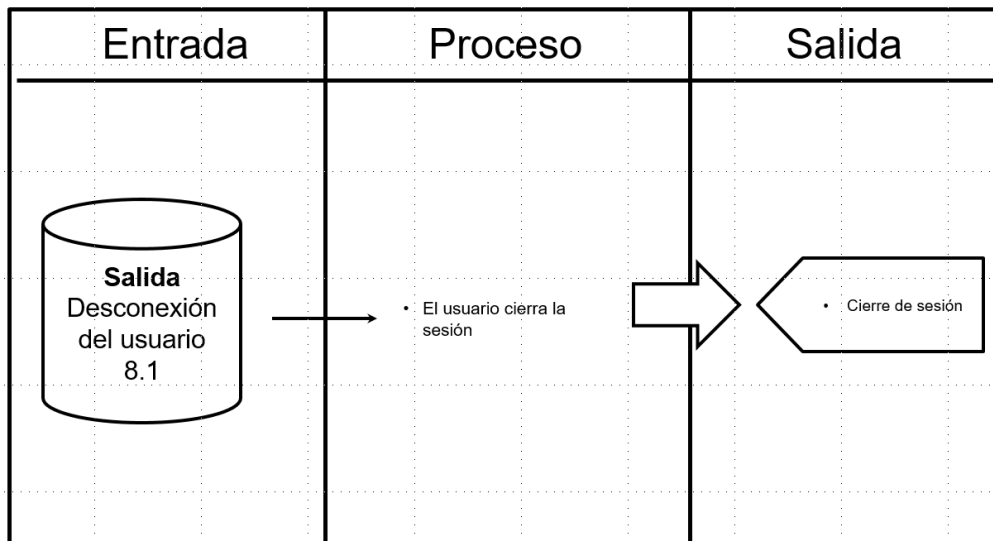 Entrada
Proceso
Salida
Salida
Desconexión
del usuario
8.1
• El usuario cierra la
sesión
• Cierre de sesión